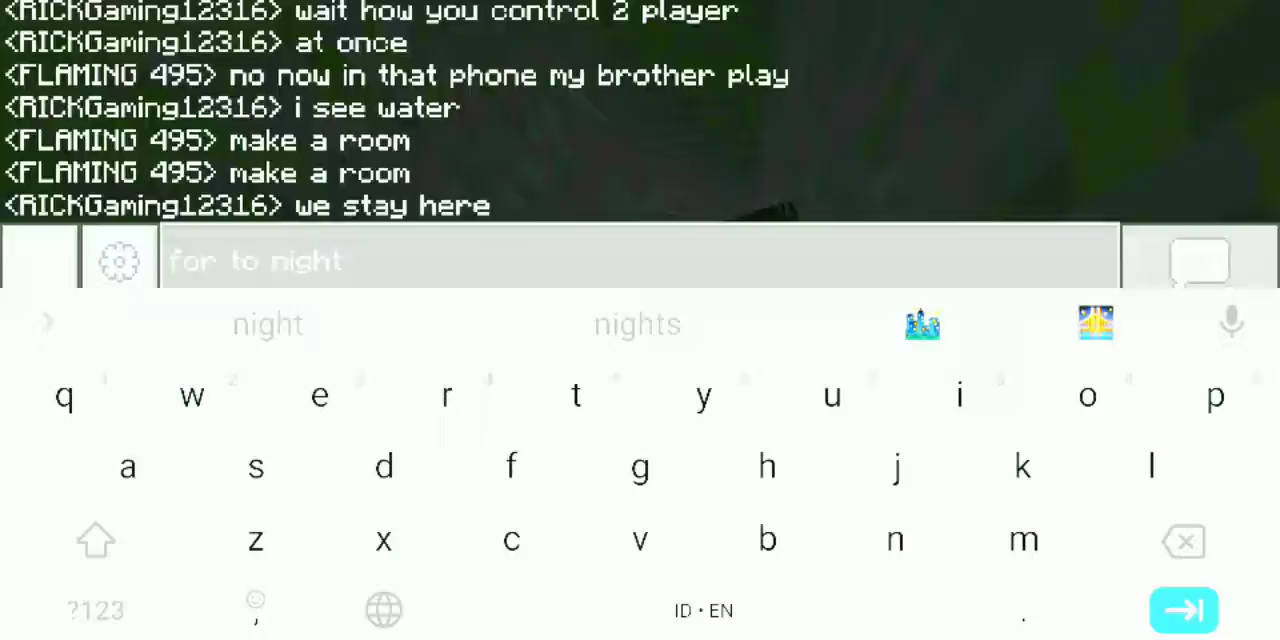 <RICKGaming12316> wait how you control 2 player
<RICKGaming12316> at once
<FLAMING 495> no now in that phone my brother play
<RICKGaming12316> i see water
<FLAMING 495> make a room
<FLAMING 495> make a room
<RICKGaming12316> we stay here
for to night
night nights
q w e r t y u i o p
a s d f g h j k l
z x c v b n m
?123 , ID • EN .